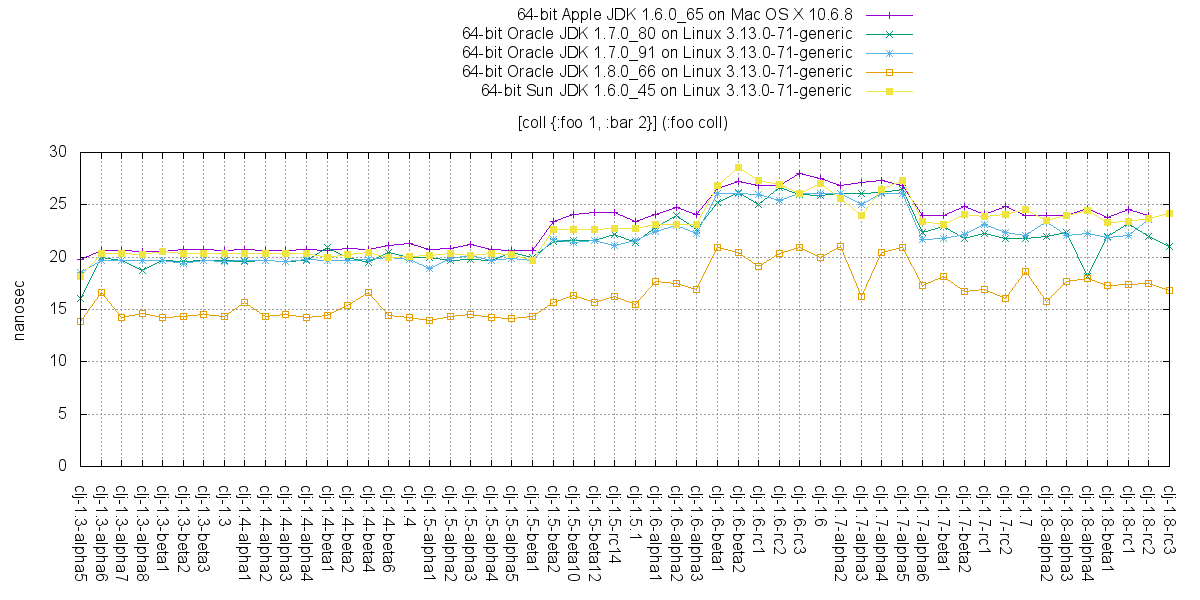 64-bit Apple JDK 1.6.0_65 on Mac OS X 10.6.8
64-bit Oracle JDK 1.7.0_80 on Linux 3.13.0-71-generic
64-bit Oracle JDK 1.7.0_91 on Linux 3.13.0-71-generic
64-bit Oracle JDK 1.8.0_66 on Linux 3.13.0-71-generic
64-bit Sun JDK 1.6.0_45 on Linux 3.13.0-71-generic
[coll {:foo 1, :bar 2}] (:foo coll)
30
25
20
15
10
5
0
nanosec
clj-1.3-alpha5
clj-1.3-alpha6
clj-1.3-alpha7
clj-1.3-alpha8
clj-1.3-beta1
clj-1.3-beta2
clj-1.3-beta3
clj-1.3
clj-1.4-alpha1
clj-1.4-alpha2
clj-1.4-alpha3
clj-1.4-alpha4
clj-1.4-beta1
clj-1.4-beta2
clj-1.4-beta4
clj-1.4-beta6
clj-1.4
clj-1.5-alpha1
clj-1.5-alpha2
clj-1.5-alpha3
clj-1.5-alpha4
clj-1.5-alpha5
clj-1.5-beta1
clj-1.5-beta2
clj-1.5-beta10
clj-1.5-beta12
clj-1.5-rc14
clj-1.5.1
clj-1.6-alpha1
clj-1.6-alpha2
clj-1.6-alpha3
clj-1.6-beta1
clj-1.6-beta2
clj-1.6-rc1
clj-1.6-rc2
clj-1.6-rc3
clj-1.6
clj-1.7-alpha2
clj-1.7-alpha3
clj-1.7-alpha4
clj-1.7-alpha5
clj-1.7-alpha6
clj-1.7-beta1
clj-1.7-beta2
clj-1.7-rc1
clj-1.7-rc2
clj-1.7
clj-1.8-alpha2
clj-1.8-alpha3
clj-1.8-alpha4
clj-1.8-beta1
clj-1.8-rc1
clj-1.8-rc2
clj-1.8-rc3